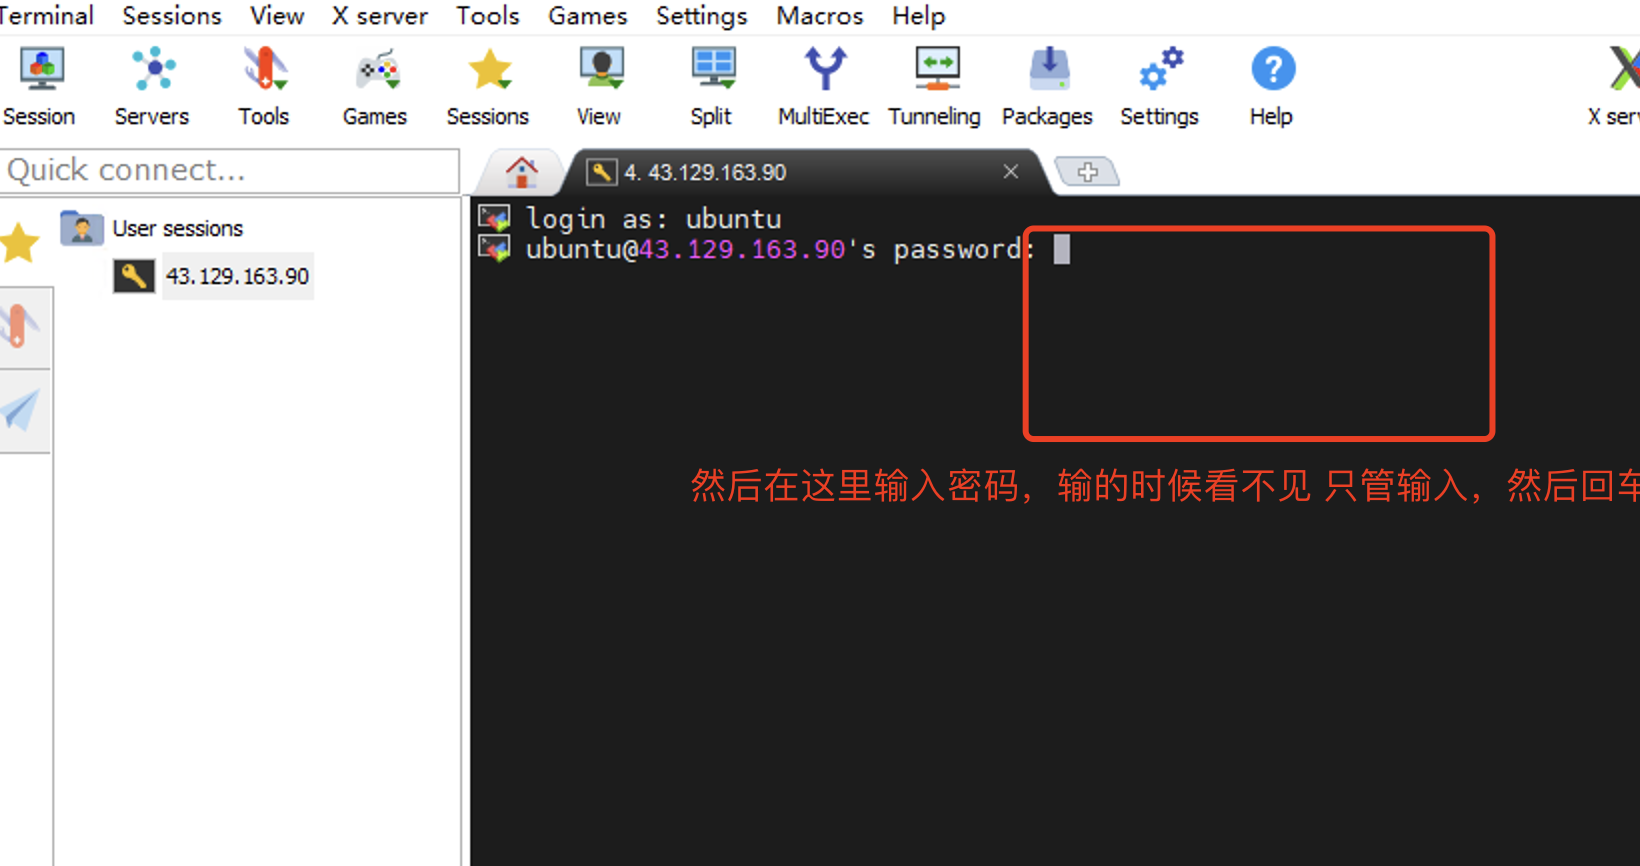 Terminal Sessions View X server Tools Games Settings Macros Help
Session Servers Tools Games Sessions View Split MultiExec Tunneling Packages Settings Help X serv
Quick connect...
4. 43.129.163.90
User sessions
43.129.163.90
login as: ubuntu
ubuntu@43.129.163.90's password:
然后在这里输入密码，输的时候看不见 只管输入，然后回车